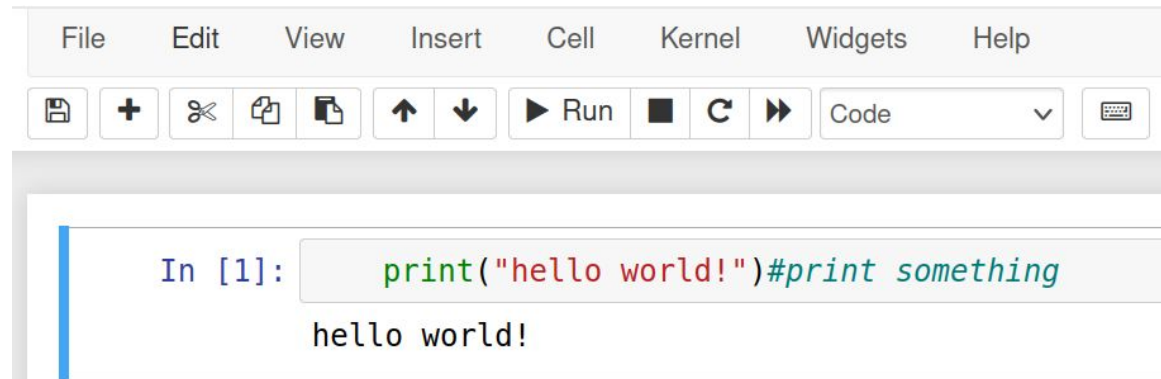 File Edit View Insert Cell Kernel Widgets Help
Run Code
In [1]: print("hello world!")#print something
hello world!